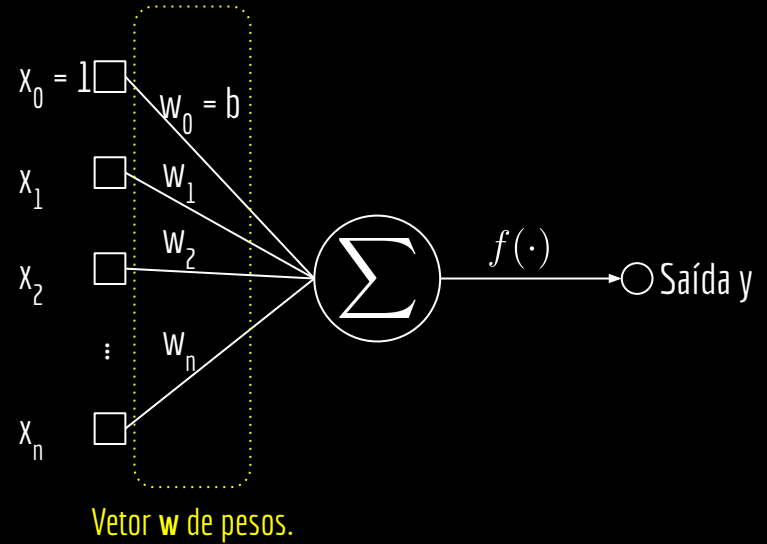 x₀ = 1
w₀ = b
x₁
w₁
x₂
w₂
⋮
wₙ
xₙ
Σ
f(·)
Saída y
Vetor w de pesos.